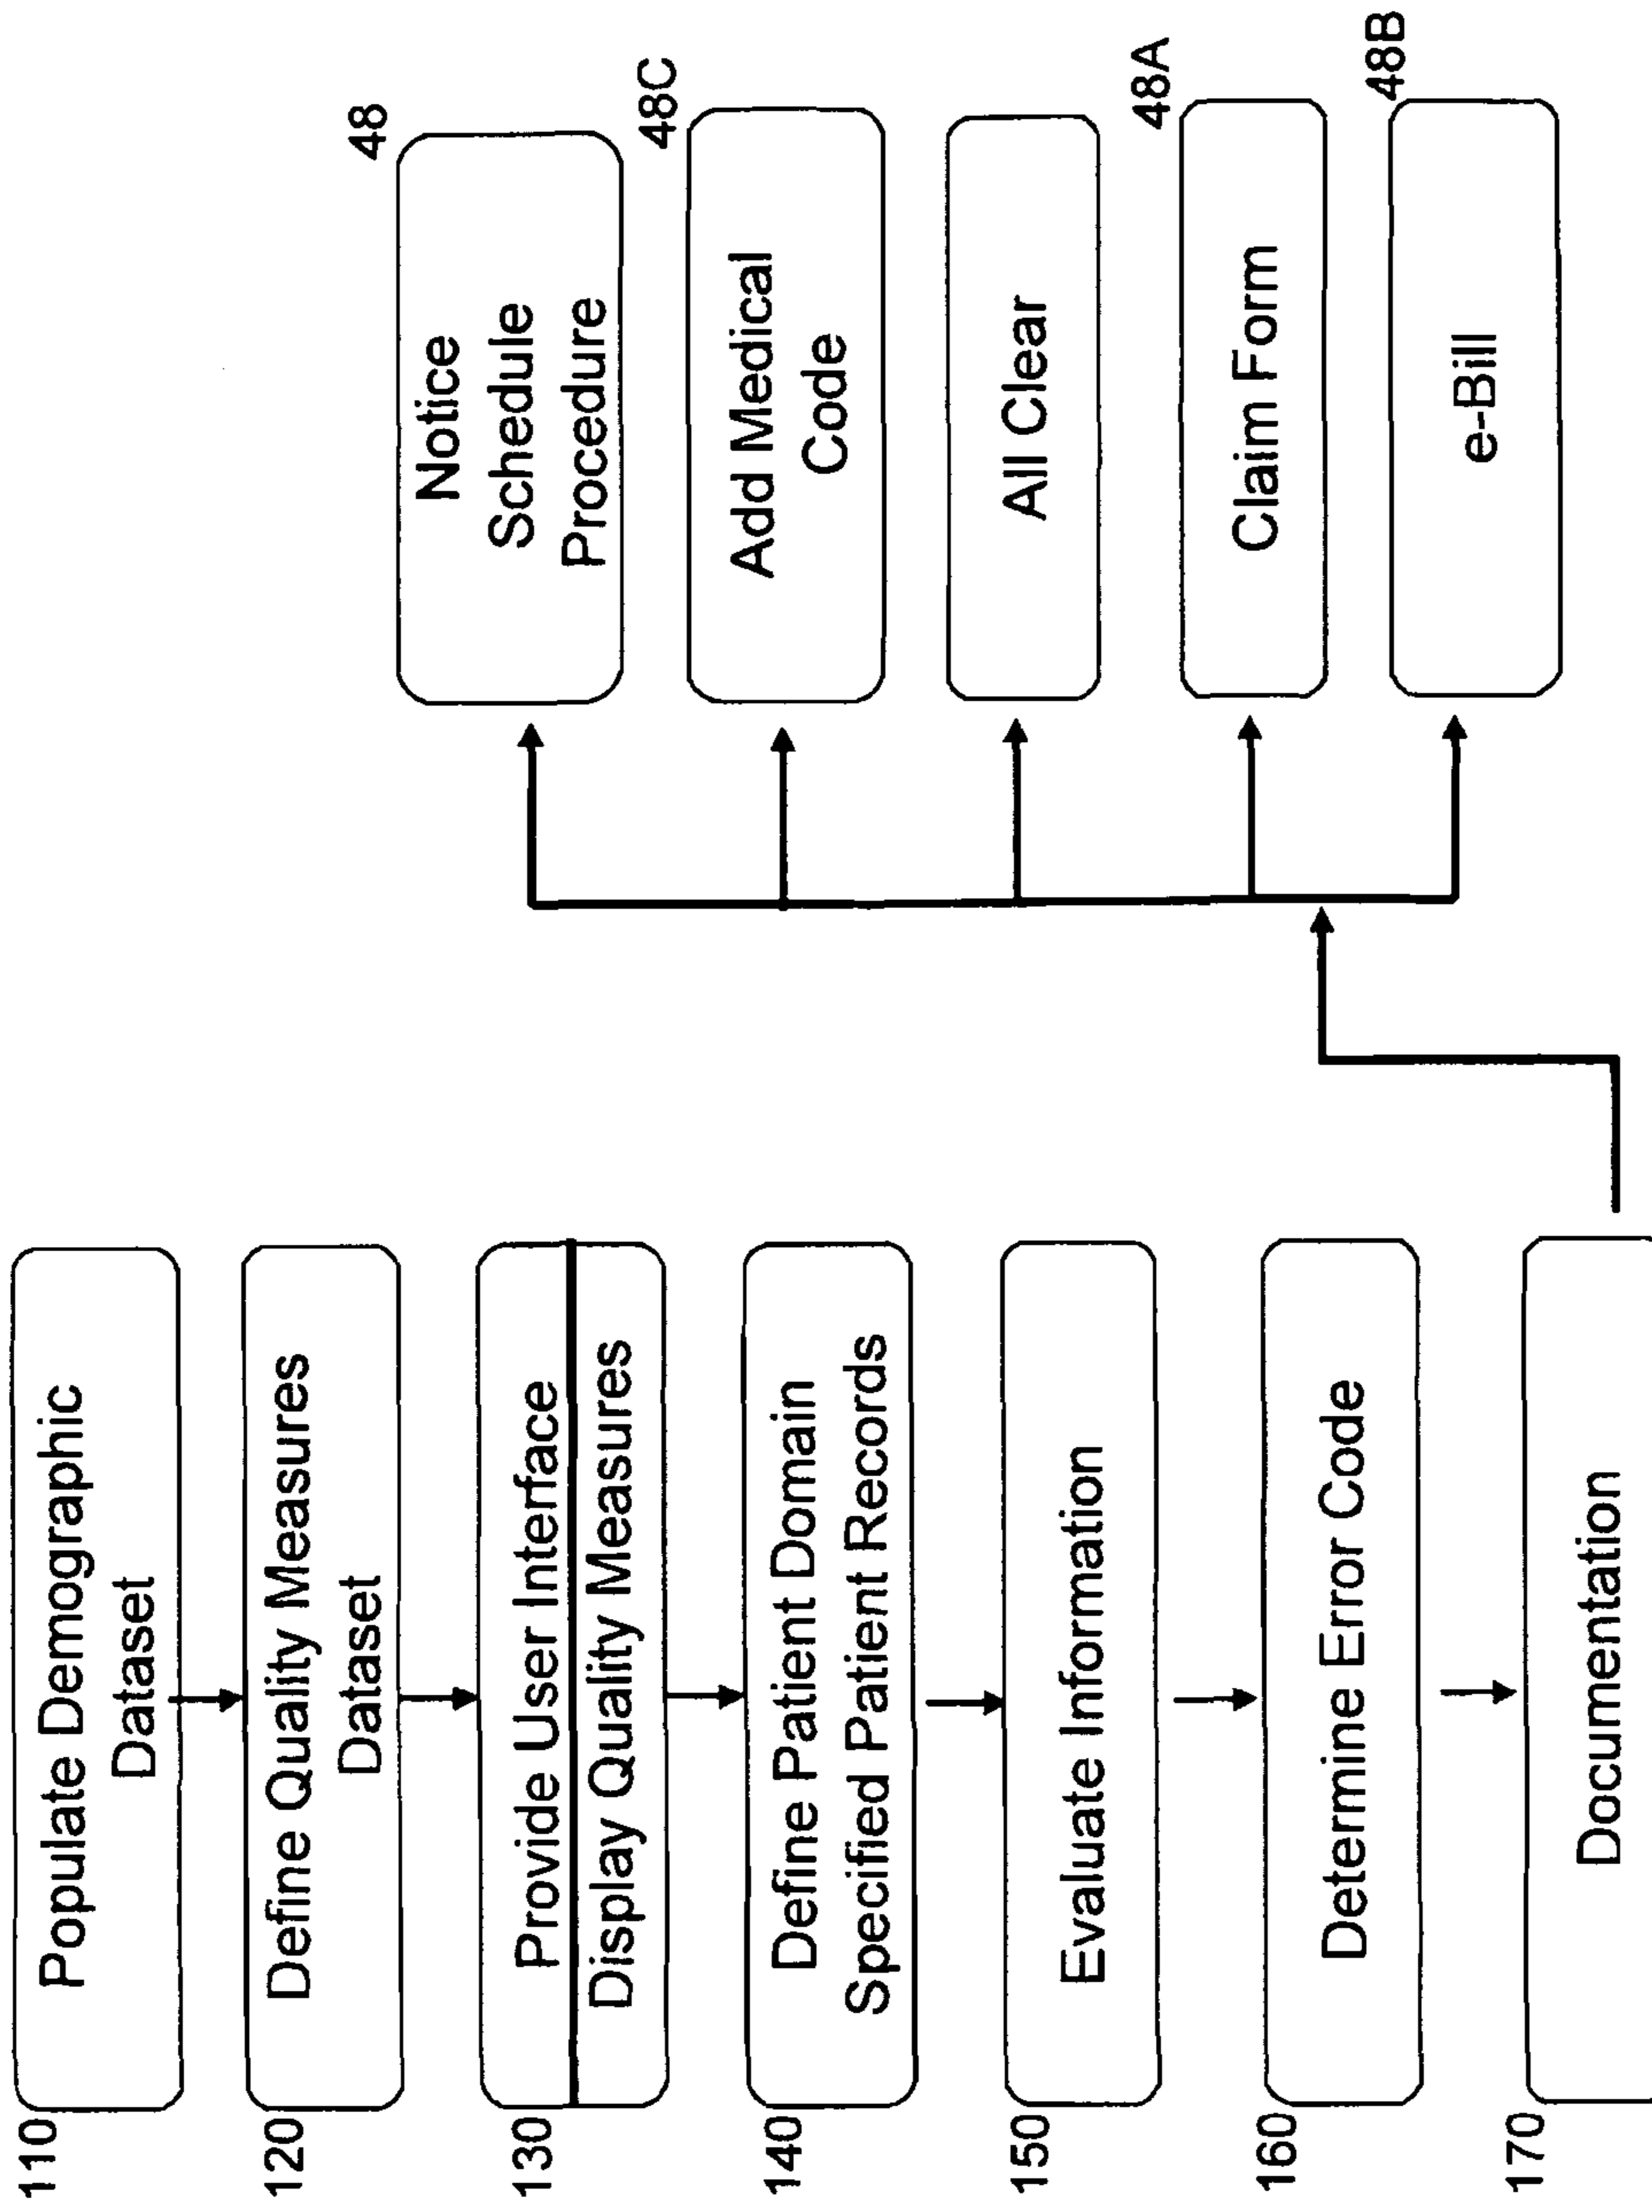 110
Populate Demographic
Dataset
120
Define Quality Measures
Dataset
130
Provide User Interface
Display Quality Measures
140
Define Patient Domain
Specified Patient Records
150
Evaluate Information
160
Determine Error Code
170
Documentation
48
Notice
Schedule
Procedure
48C
Add Medical
Code
All Clear
48A
Claim Form
48B
e-Bill